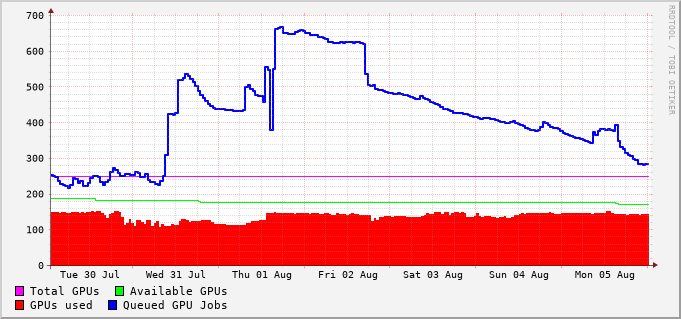 700
600
500
400
300
200
100
0
Tue 30 Jul Wed 31 Jul Thu 01 Aug Fri 02 Aug Sat 03 Aug Sun 04 Aug Mon 05 Aug
Total GPUs Available GPUs
GPUs used Queued GPU Jobs
RRDTOOL / TOBI OETIKER